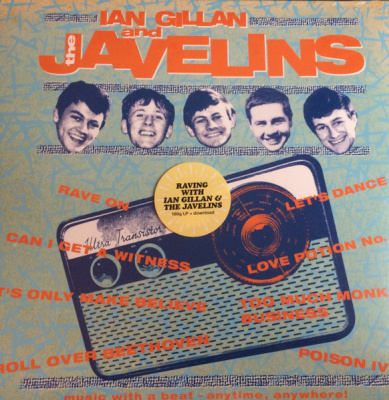 IAN GILLAN
and
the
JAVELINS
RAVING
WITH
IAN GILLAN &
THE JAVELINS
180g LP + download
RAVE ON
LET'S DANCE
Ultra Transistor
CAN I GET A WITNESS
LOVE POTION No.
T'S ONLY MAKE BELIEVE
TOO MUCH MONK
BUSINESS
ROLL OVER BEETHOVEN
POISON IV
music with a beat - anytime, anywhere!